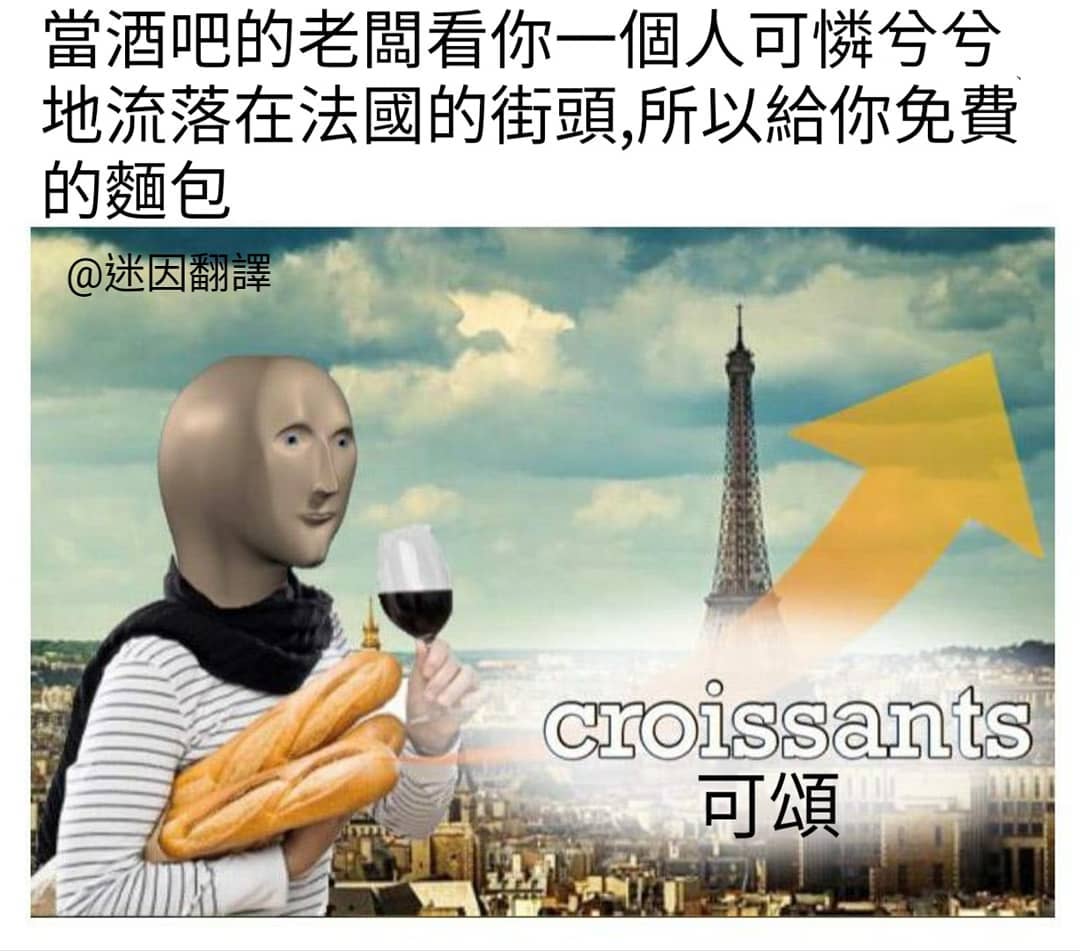 當酒吧的老闆看你一個人可憐兮兮
地流落在法國的街頭,所以給你免費
的麵包
@迷因翻譯
croissants
可頌